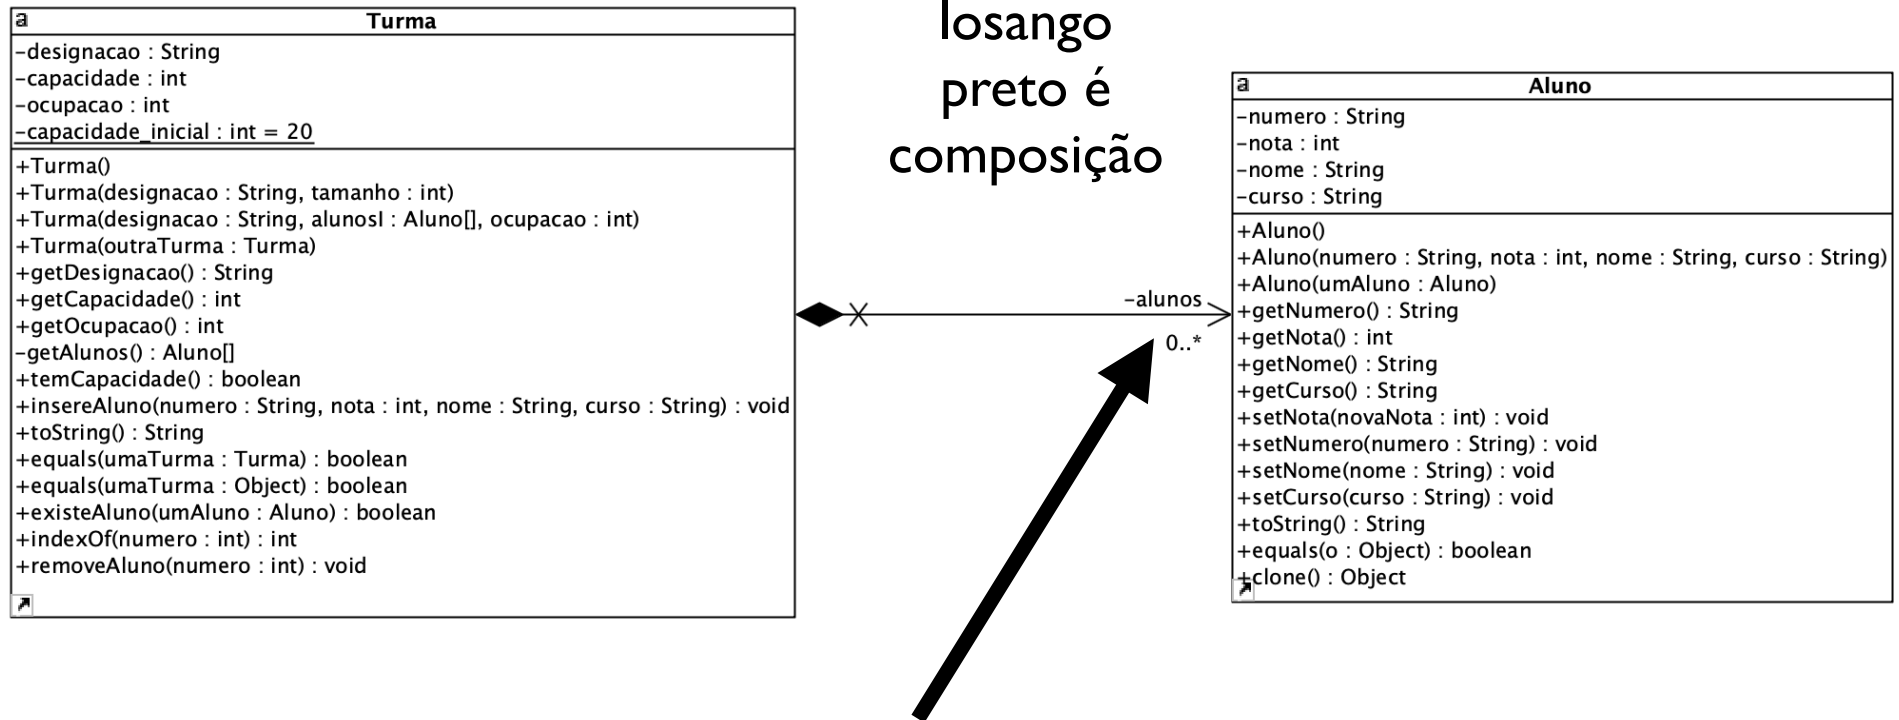 a
Turma
-designacao : String
-capacidade : int
-ocupacao : int
-capacidade_inicial : int = 20
+Turma()
+Turma(designacao : String, tamanho : int)
+Turma(designacao : String, alunosI : Aluno[], ocupacao : int)
+Turma(outraTurma : Turma)
+getDesignacao() : String
+getCapacidade() : int
+getOcupacao() : int
-getAlunos() : Aluno[]
+temCapacidade() : boolean
+insereAluno(numero : String, nota : int, nome : String, curso : String) : void
+toString() : String
+equals(umaTurma : Turma) : boolean
+equals(umaTurma : Object) : boolean
+existeAluno(umAluno : Aluno) : boolean
+indexOf(numero : int) : int
+removeAluno(numero : int) : void
losango
preto é
composição
-alunos
0..*
a
Aluno
-numero : String
-nota : int
-nome : String
-curso : String
+Aluno()
+Aluno(numero : String, nota : int, nome : String, curso : String)
+Aluno(umAluno : Aluno)
+getNumero() : String
+getNota() : int
+getNome() : String
+getCurso() : String
+setNota(novaNota : int) : void
+setNumero(numero : String) : void
+setNome(nome : String) : void
+setCurso(curso : String) : void
+toString() : String
+equals(o : Object) : boolean
+clone() : Object